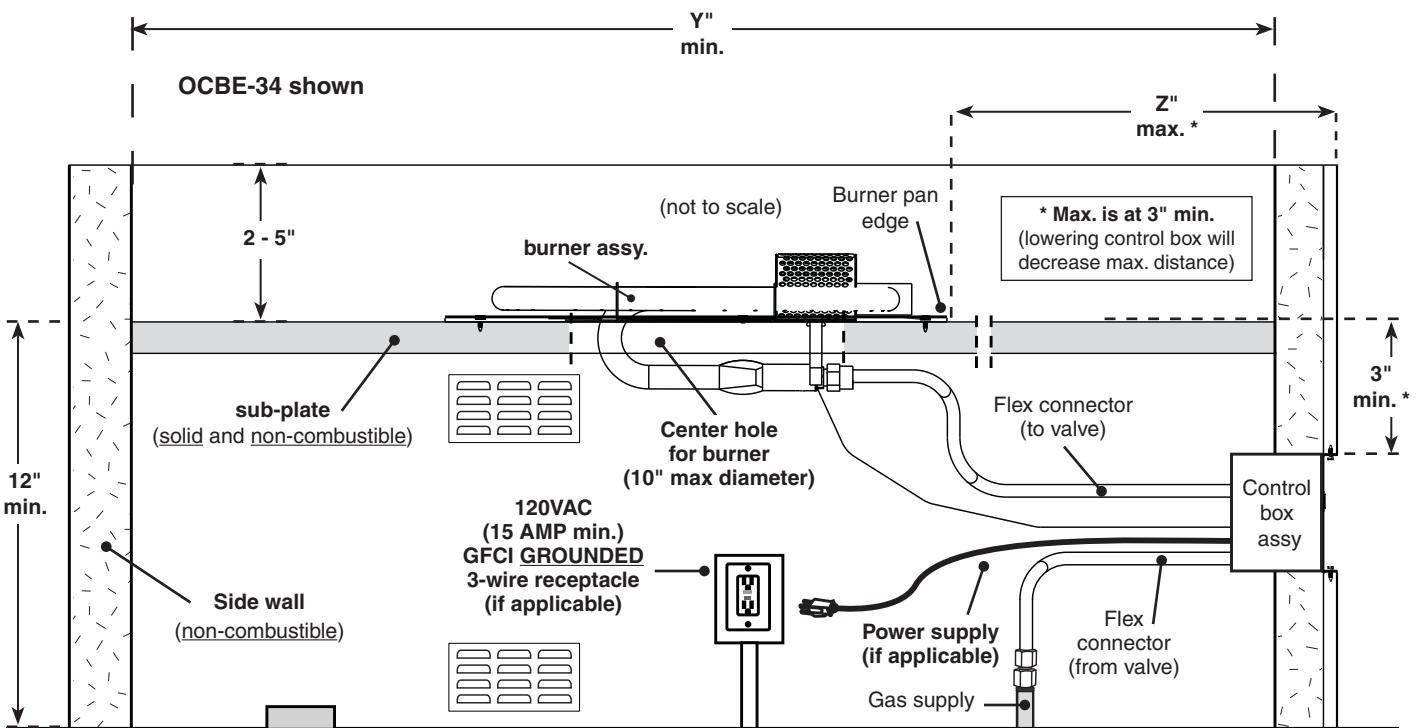 Y"
min.
OCBE-34 shown
Z"
max. *
2 - 5"
(not to scale)
Burner pan
edge
* Max. is at 3" min.
(lowering control box will
decrease max. distance)
burner assy.
sub-plate
(solid and non-combustible)
Center hole
for burner
(10" max diameter)
Flex connector
(to valve)
3"
min. *
12"
min.
120VAC
(15 AMP min.)
GFCI GROUNDED
3-wire receptacle
(if applicable)
Control
box
assy
Side wall
(non-combustible)
Power supply
(if applicable)
Flex
connector
(from valve)
Gas supply